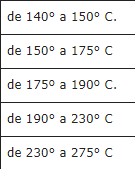 de 140º a 150º C.
de 150º a 175º C
de 175º a 190º C.
de 190º a 230º C
de 230º a 275º C